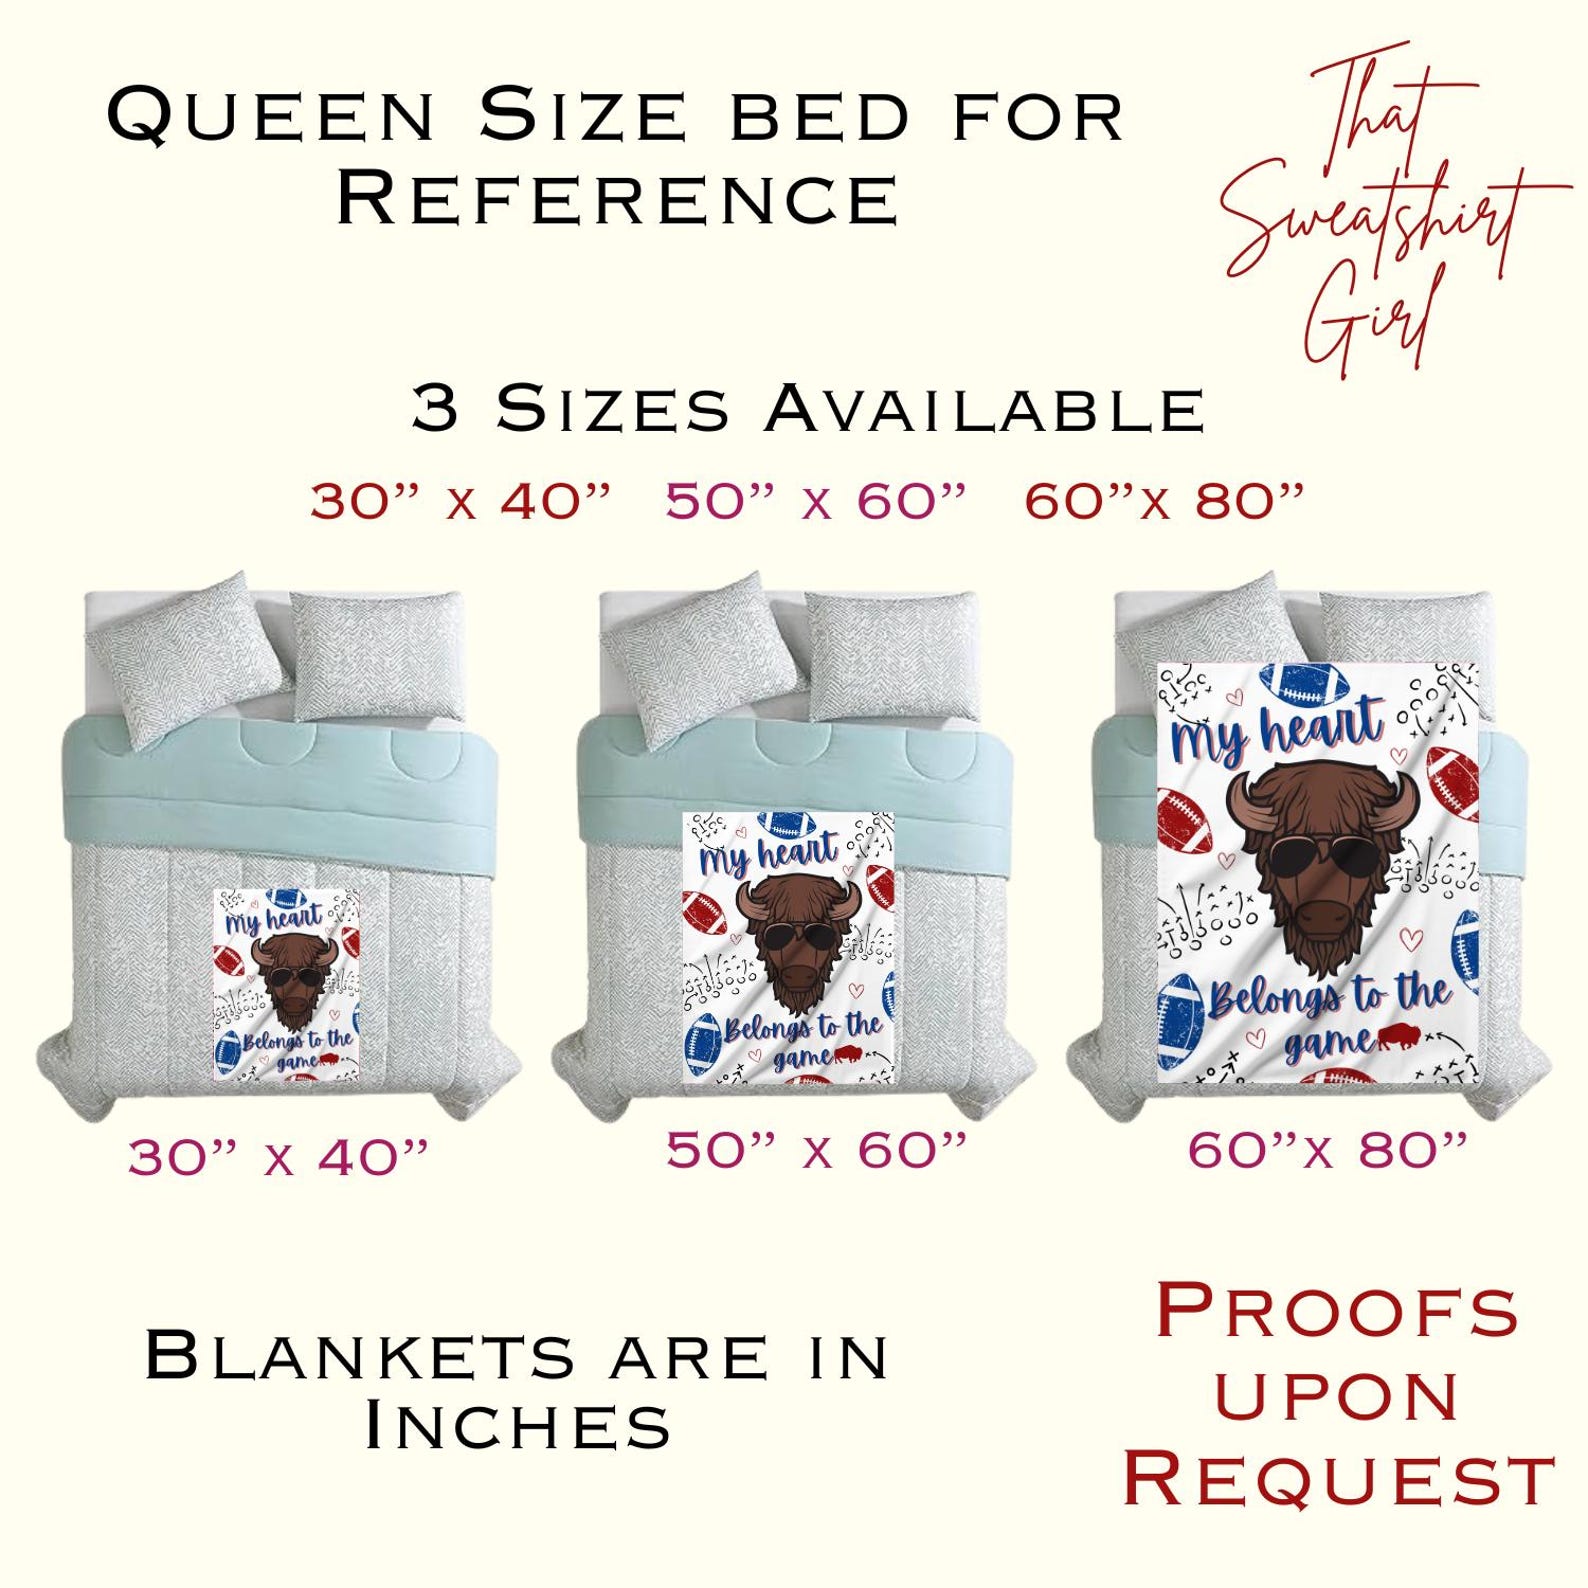 Queen Size bed for
Reference
That
Sweatshirt
Girl
3 Sizes Available
30” x 40”
50” x 60”
60”x 80”
my heart
Belongs to the
game
my heart
Belongs to the
game
my heart
Belongs to the
game
30” x 40”
50” x 60”
60”x 80”
Blankets are in
Inches
Proofs
upon
Request